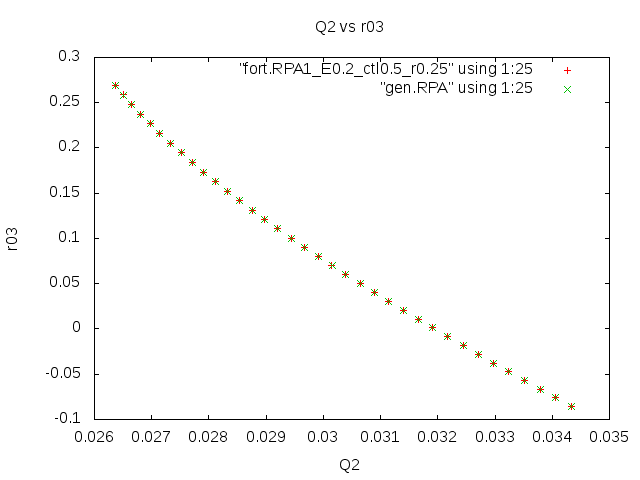 Q2 vs r03
"fort.RPA1_E0.2_ctl0.5_r0.25" using 1:25
"gen.RPA" using 1:25
0.3
0.25
0.2
0.15
0.1
0.05
0
-0.05
-0.1
r03
0.026 0.027 0.028 0.029 0.03 0.031 0.032 0.033 0.034 0.035
Q2